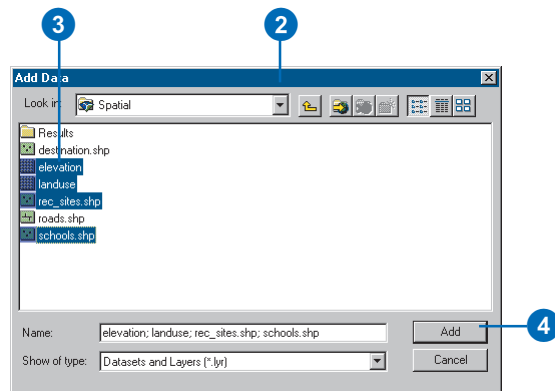 3
2
Add Data
Look in: Spatial
Results
destination.shp
elevation
landuse
rec_sites.shp
roads.shp
schools.shp
Name: elevation; landuse; rec_sites.shp; schools.shp Add
4
Show of type: Datasets and Layers (*.lyr) Cancel